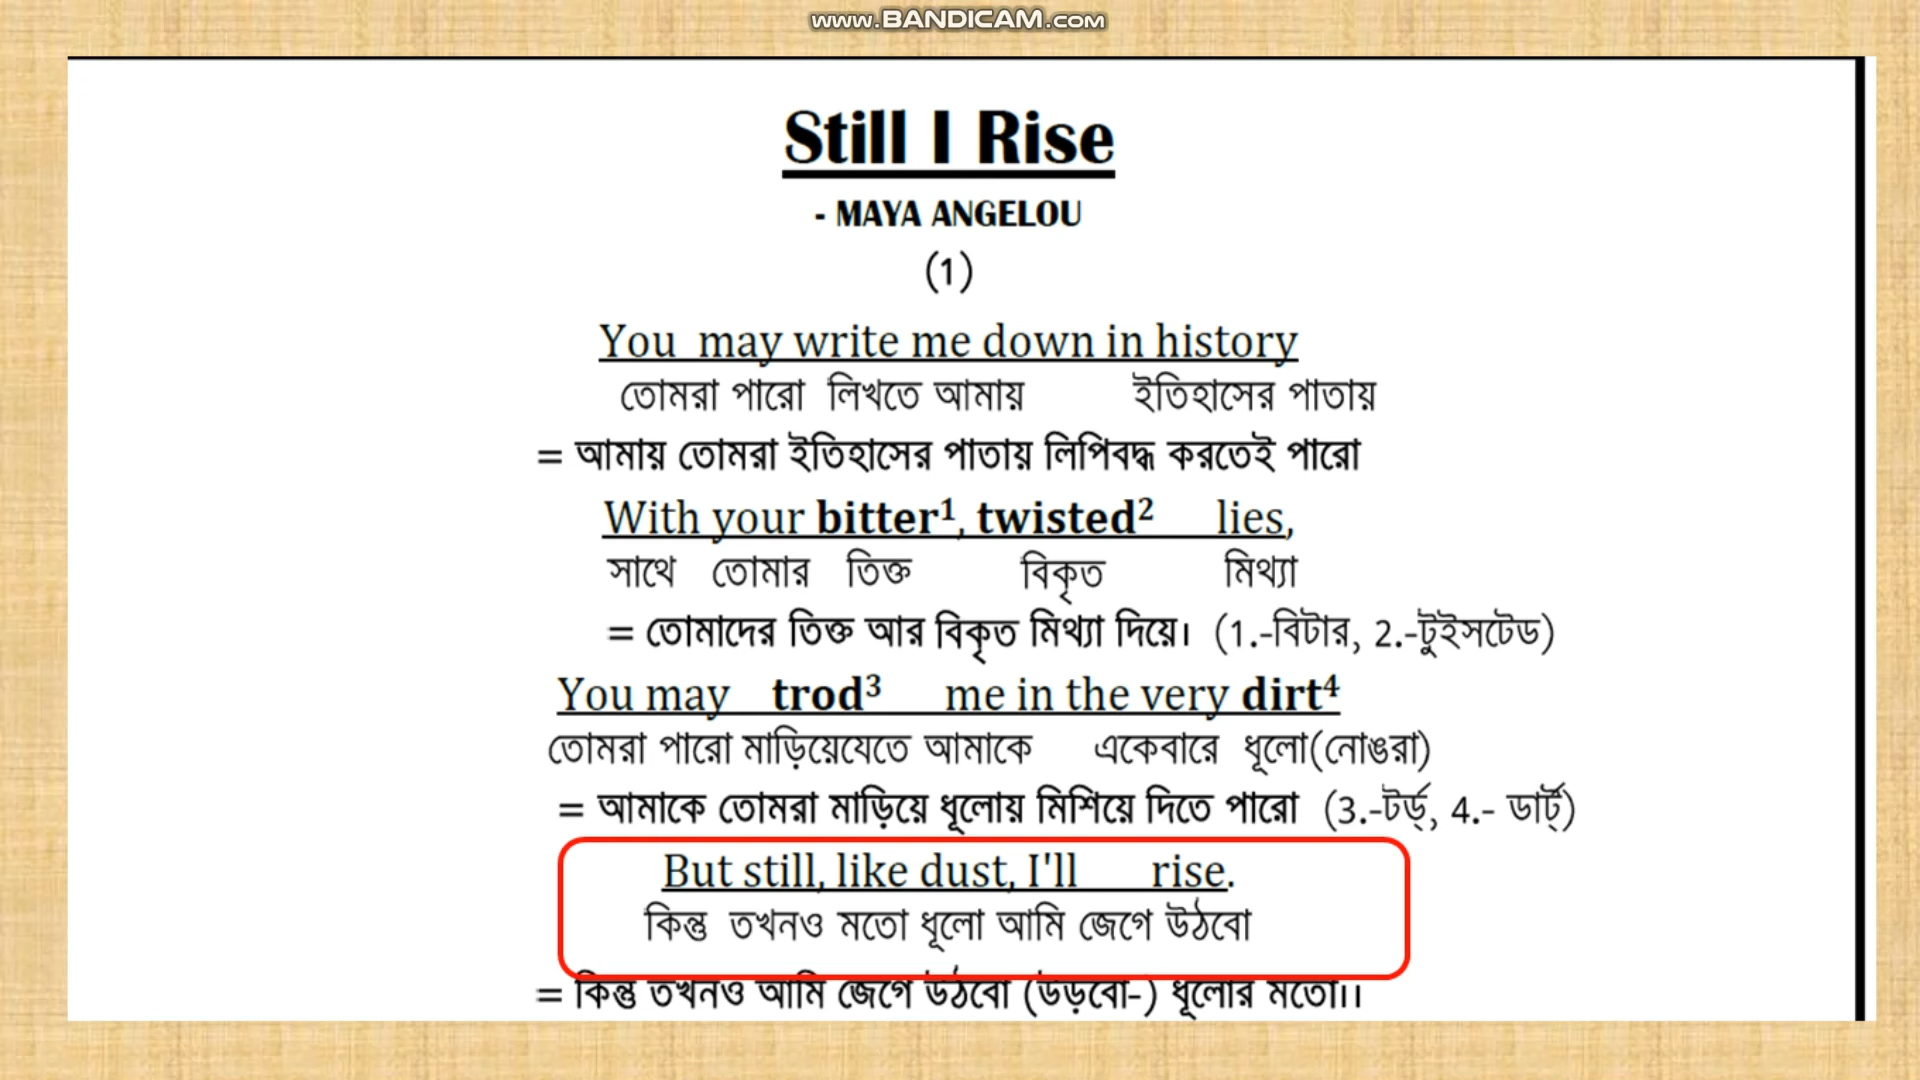 www.BANDICAM.com
Still I Rise
- MAYA ANGELOU
(1)
You may write me down in history
তোমরা পারো লিখতে আমায় ইতিহাসের পাতায়
= আমায় তোমরা ইতিহাসের পাতায় লিপিবদ্ধ করতেই পারো
With your bitter¹, twisted² lies,
সাথে তোমার তিক্ত বিকৃত মিথ্যা
= তোমাদের তিক্ত আর বিকৃত মিথ্যা দিয়ে। (1.-বিটার, 2.-টুইসটেড)
You may trod³ me in the very dirt⁴
তোমরা পারো মাড়িয়েযেতে আমাকে একেবারে ধূলো(নোঙরা)
= আমাকে তোমরা মাড়িয়ে ধূলোয় মিশিয়ে দিতে পারো (3.-টর্ড্, 4.- ডার্ট্)
But still, like dust, I'll rise.
কিন্তু তখনও মতো ধূলো আমি জেগে উঠবো
= কিন্তু তখনও আমি জেগে উঠবো (উড়বো-) ধূলোর মতো।।